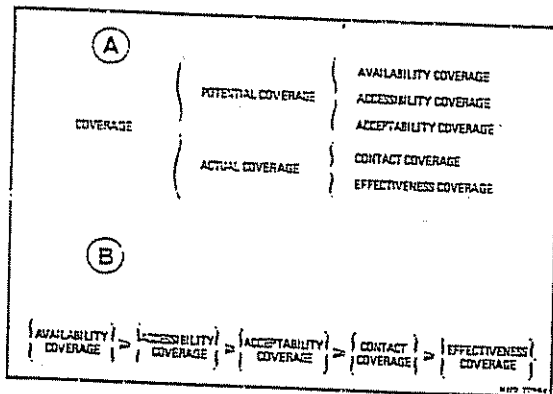 A
COVERAGE
POTENTIAL COVERAGE
AVAILABILITY COVERAGE
ACCESSIBILITY COVERAGE
ACCEPTABILITY COVERAGE
ACTUAL COVERAGE
CONTACT COVERAGE
EFFECTIVENESS COVERAGE
B
AVAILABILITY ≥ ACCESSIBILITY ≥ ACCEPTABILITY ≥ CONTACT ≥ EFFECTIVENESS
COVERAGE COVERAGE COVERAGE COVERAGE COVERAGE